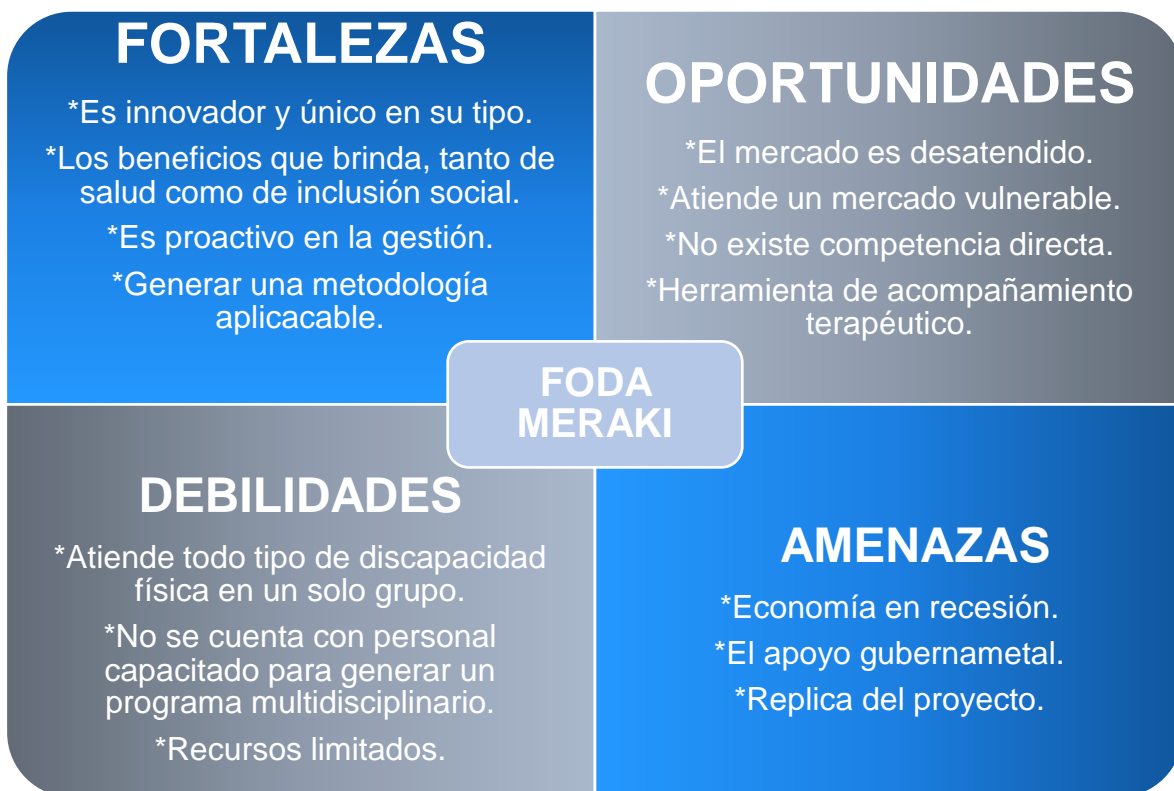 FORTALEZAS
*Es innovador y único en su tipo.
*Los beneficios que brinda, tanto de
salud como de inclusión social.
*Es proactivo en la gestión.
*Generar una metodología
aplicacable.
OPORTUNIDADES
*El mercado es desatendido.
*Atiende un mercado vulnerable.
*No existe competencia directa.
*Herramienta de acompañamiento
terapéutico.
FODA
MERAKI
DEBILIDADES
*Atiende todo tipo de discapacidad
física en un solo grupo.
*No se cuenta con personal
capacitado para generar un
programa multidisciplinario.
*Recursos limitados.
AMENAZAS
*Economía en recesión.
*El apoyo gubernametal.
*Replica del proyecto.